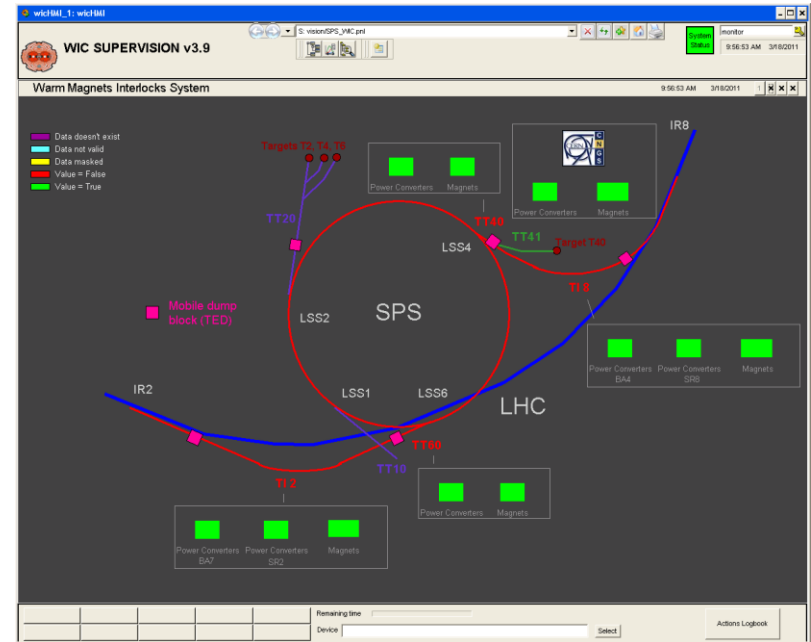 wicHMI_1: wicHMI
WIC SUPERVISION v3.9
S: vision/SPS_WIC.pnl
System Status
monitor
9:56:53 AM 3/18/2011
Warm Magnets Interlocks System
9:56:53 AM 3/18/2011
Data doesn't exist
Data not valid
Data masked
Value = False
Value = True
Targets T2, T4, T6
Power Converters Magnets
CERN
CNGS
Power Converters Magnets
IR8
TT20
TT40
TT41
Target T40
LSS4
TI 8
Mobile dump
block (TED)
LSS2
SPS
Power Converters
BA4
Power Converters
SR8
Magnets
IR2
LSS1
LSS6
LHC
TT60
TT10
TI 2
Power Converters Magnets
Power Converters
BA7
Power Converters
SR2
Magnets
Remaining time
Device
Select
Actions Logbook